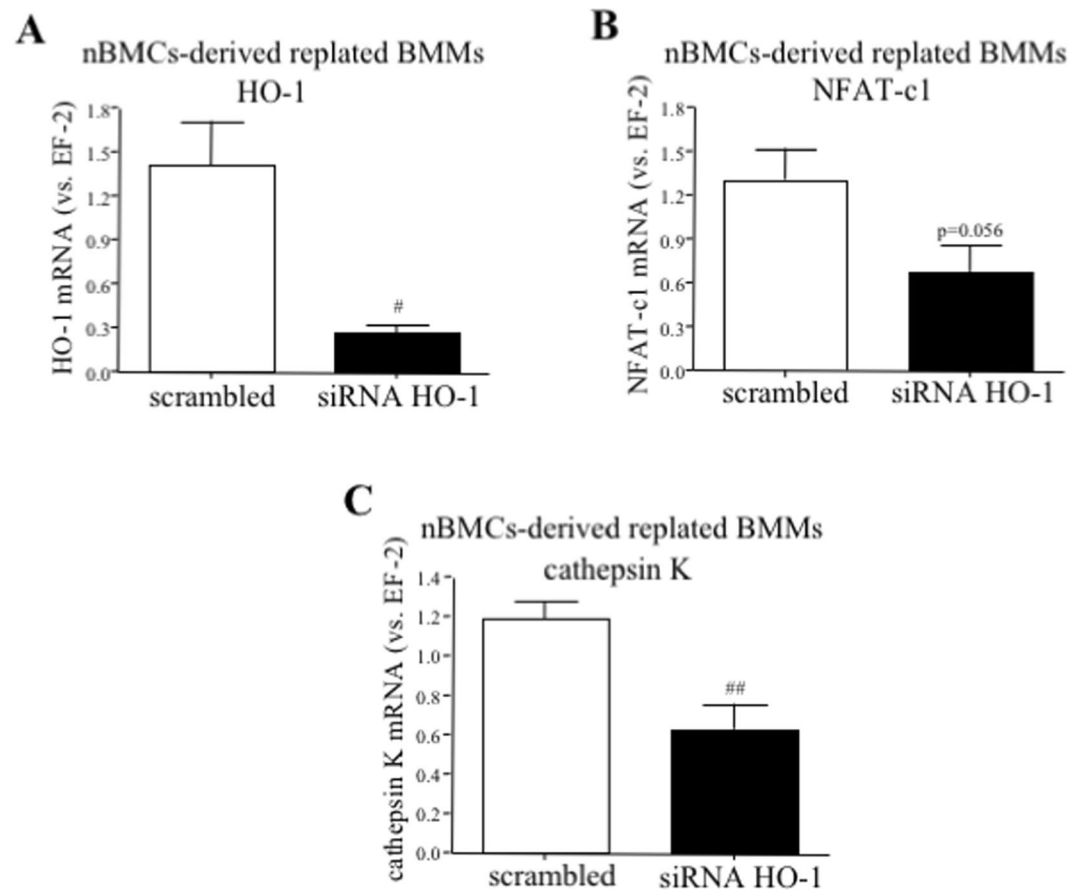 A
nBMCs-derived replated BMMs
HO-1
HO-1 mRNA (vs. EF-2)
1.8
1.5
1.2
0.9
0.6
0.3
0.0
#
scrambled
siRNA HO-1
B
nBMCs-derived replated BMMs
NFAT-c1
NFAT-c1 mRNA (vs. EF-2)
1.8
1.5
1.2
0.9
0.6
0.3
0.0
p=0.056
scrambled
siRNA HO-1
C
nBMCs-derived replated BMMs
cathepsin K
cathepsin K mRNA (vs. EF-2)
1.4
1.2
1.0
0.8
0.6
0.4
0.2
0.0
##
scrambled
siRNA HO-1